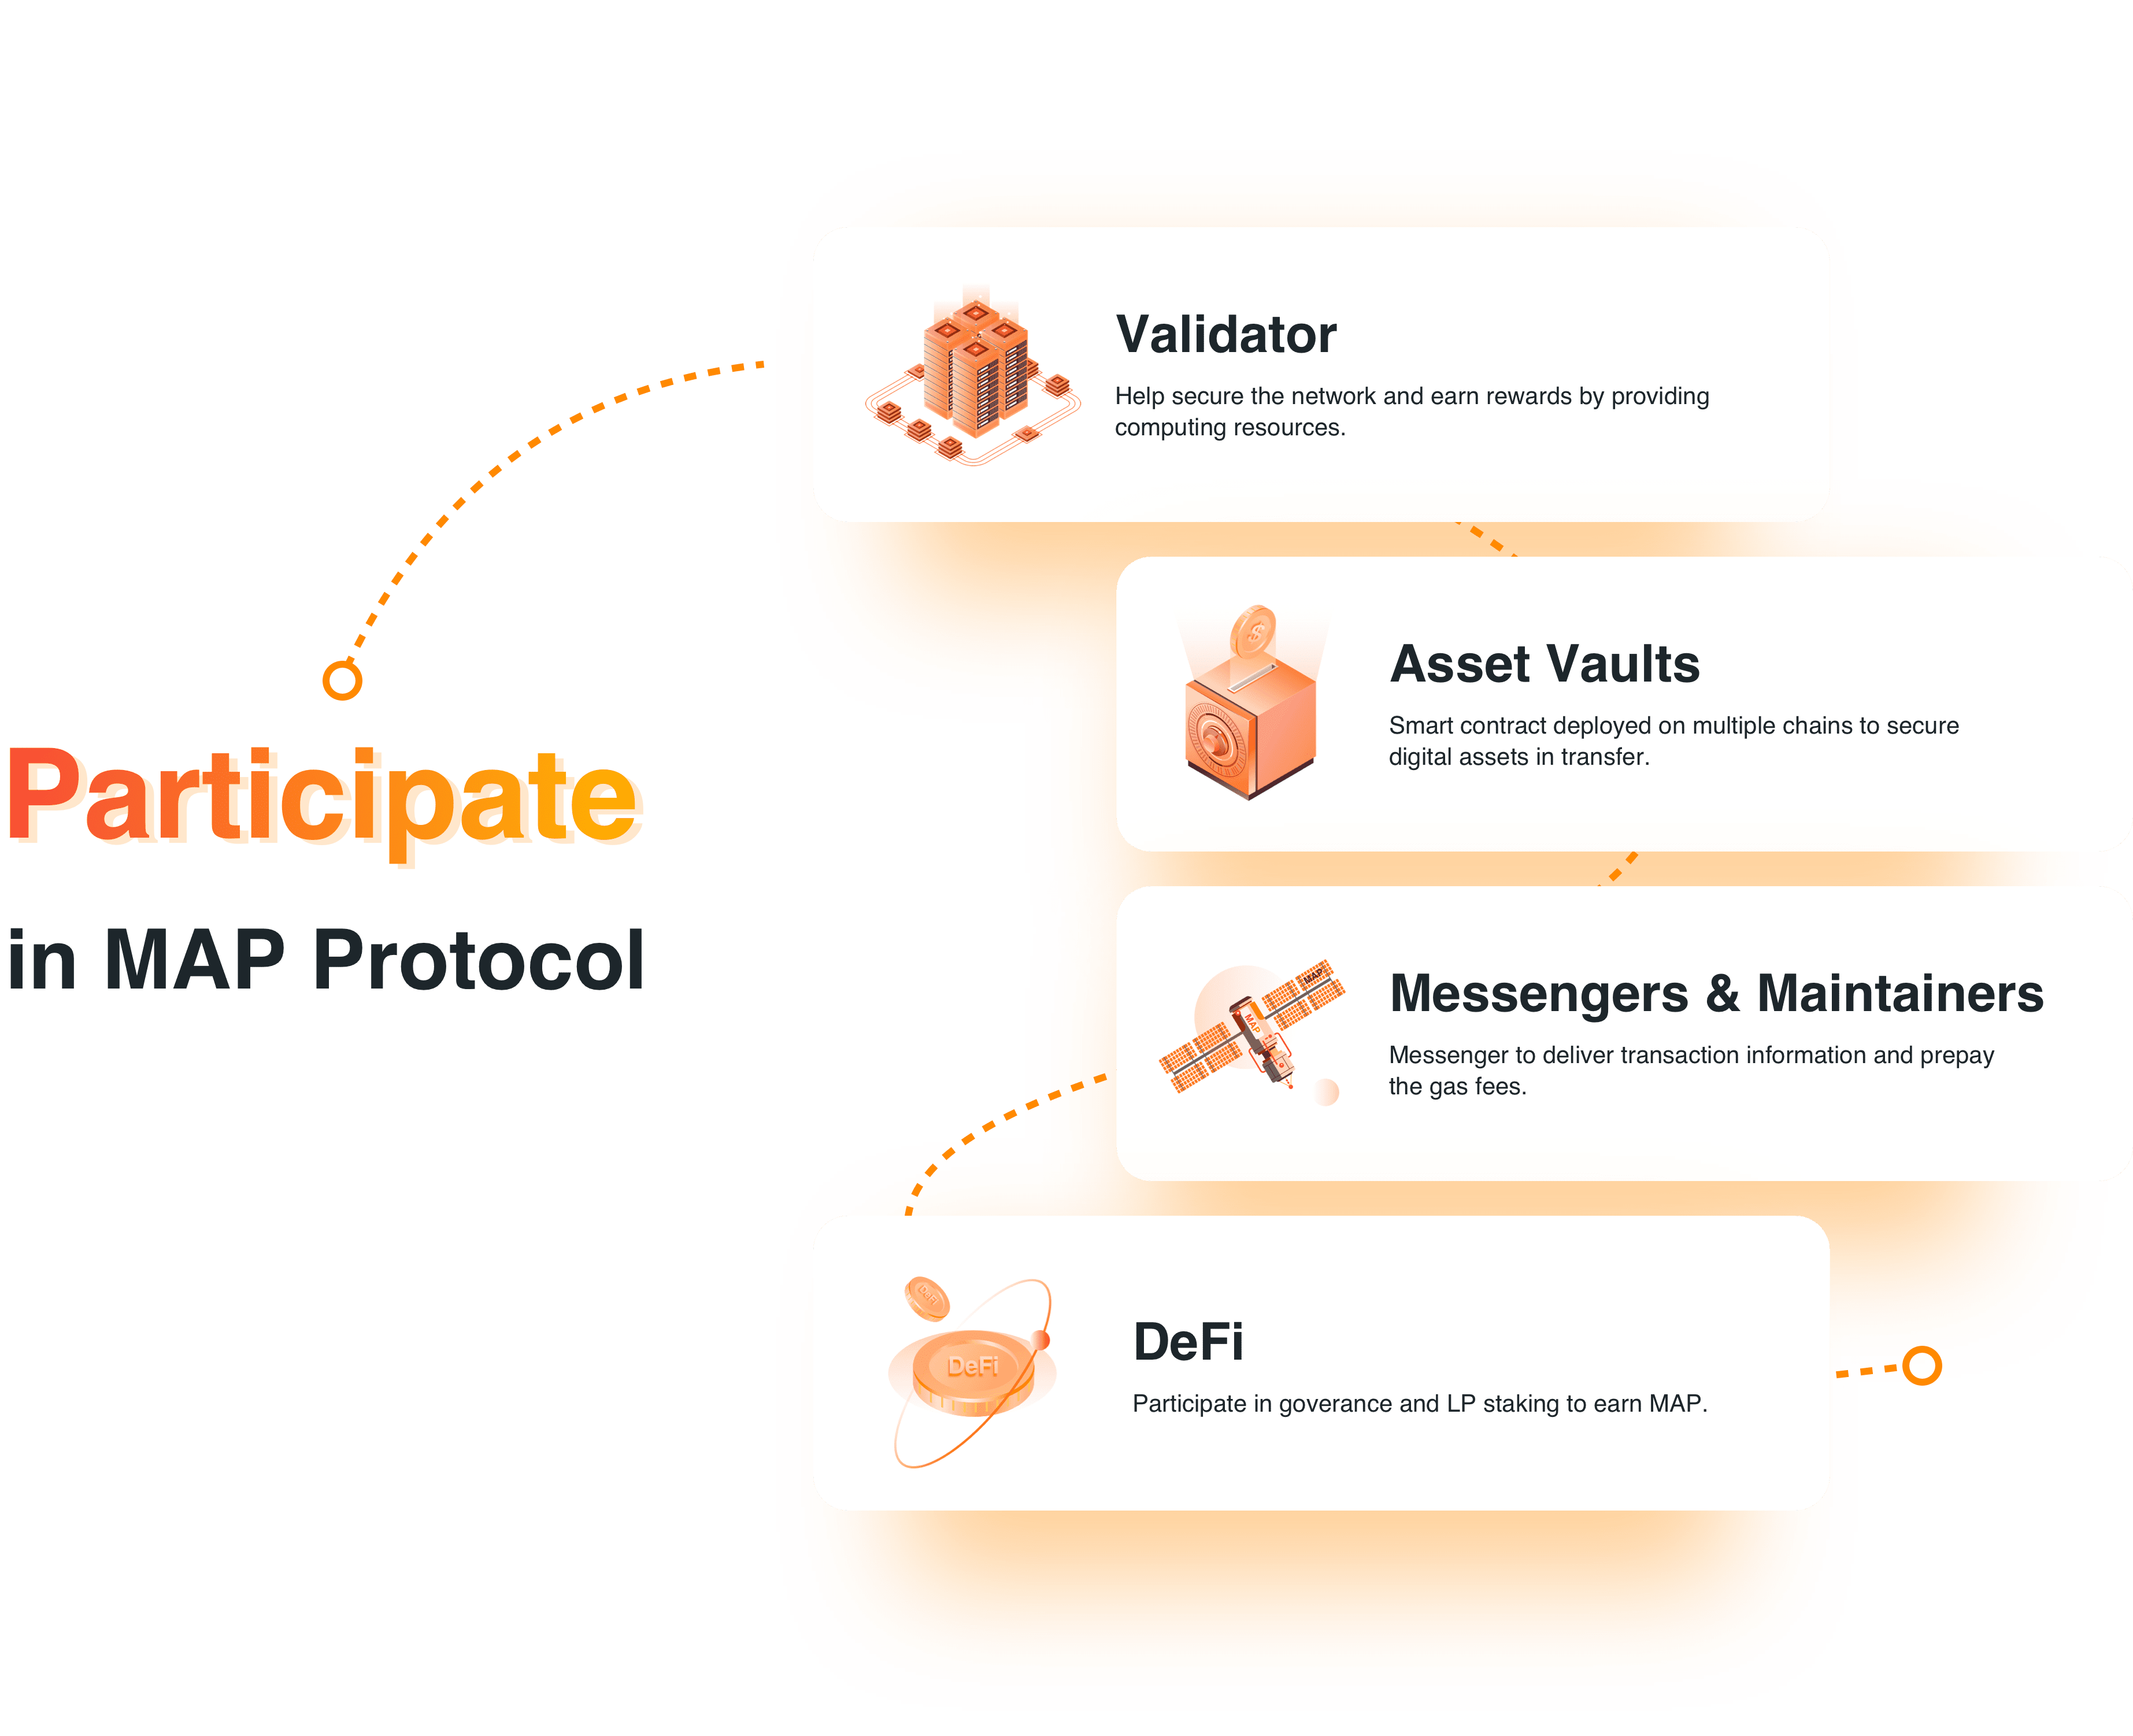 Participate
in MAP Protocol
Validator
Help secure the network and earn rewards by providing
computing resources.
$
Asset Vaults
Smart contract deployed on multiple chains to secure
digital assets in transfer.
MAP
MAP
Messengers & Maintainers
Messenger to deliver transaction information and prepay
the gas fees.
DeFi
DeFi
DeFi
Participate in goverance and LP staking to earn MAP.